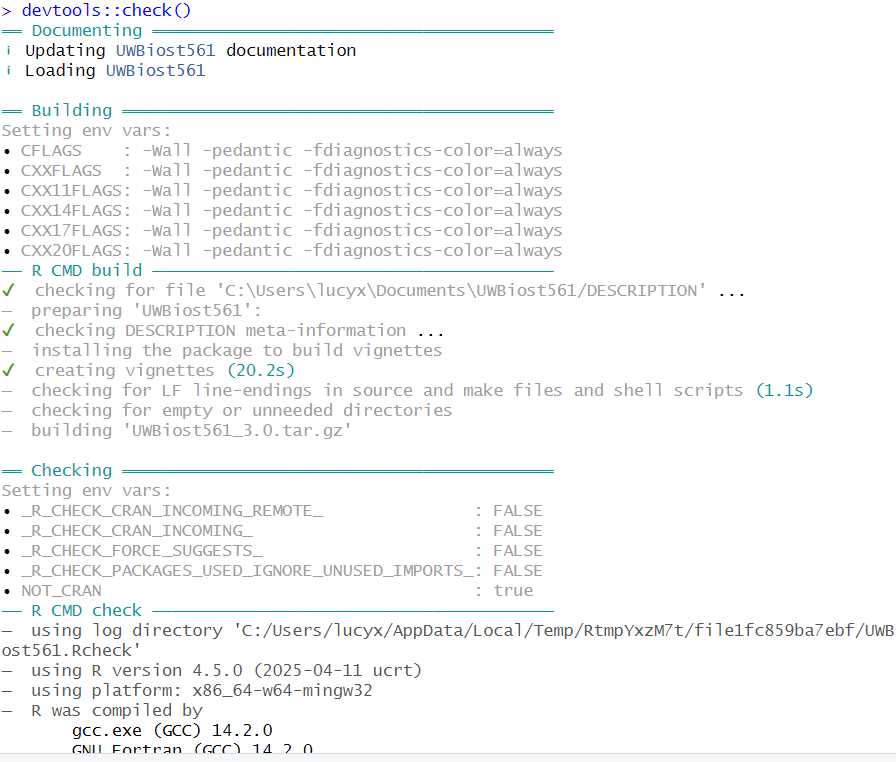 > devtools::check()
══ Documenting ═══════════════════════════════════════════
ℹ Updating UWBiost561 documentation
ℹ Loading UWBiost561
══ Building ══════════════════════════════════════════════
Setting env vars:
• CFLAGS    : -Wall -pedantic -fdiagnostics-color=always
• CXXFLAGS  : -Wall -pedantic -fdiagnostics-color=always
• CXX11FLAGS: -Wall -pedantic -fdiagnostics-color=always
• CXX14FLAGS: -Wall -pedantic -fdiagnostics-color=always
• CXX17FLAGS: -Wall -pedantic -fdiagnostics-color=always
• CXX20FLAGS: -Wall -pedantic -fdiagnostics-color=always
── R CMD build ───────────────────────────────────────────
✔  checking for file 'C:\Users\lucyx\Documents\UWBiost561/DESCRIPTION' ...
─  preparing 'UWBiost561':
✔  checking DESCRIPTION meta-information ...
─  installing the package to build vignettes
✔  creating vignettes (20.2s)
─  checking for LF line-endings in source and make files and shell scripts (1.1s)
─  checking for empty or unneeded directories
─  building 'UWBiost561_3.0.tar.gz'
══ Checking ══════════════════════════════════════════════
Setting env vars:
• _R_CHECK_CRAN_INCOMING_REMOTE_               : FALSE
• _R_CHECK_CRAN_INCOMING_                      : FALSE
• _R_CHECK_FORCE_SUGGESTS_                     : FALSE
• _R_CHECK_PACKAGES_USED_IGNORE_UNUSED_IMPORTS_: FALSE
• NOT_CRAN                                     : true
── R CMD check ───────────────────────────────────────────
─  using log directory 'C:/Users/lucyx/AppData/Local/Temp/RtmpYxzM7t/file1fc859ba7ebf/UWB
ost561.Rcheck'
─  using R version 4.5.0 (2025-04-11 ucrt)
─  using platform: x86_64-w64-mingw32
─  R was compiled by
gcc.exe (GCC) 14.2.0
GNU Fortran (GCC) 14.2.0